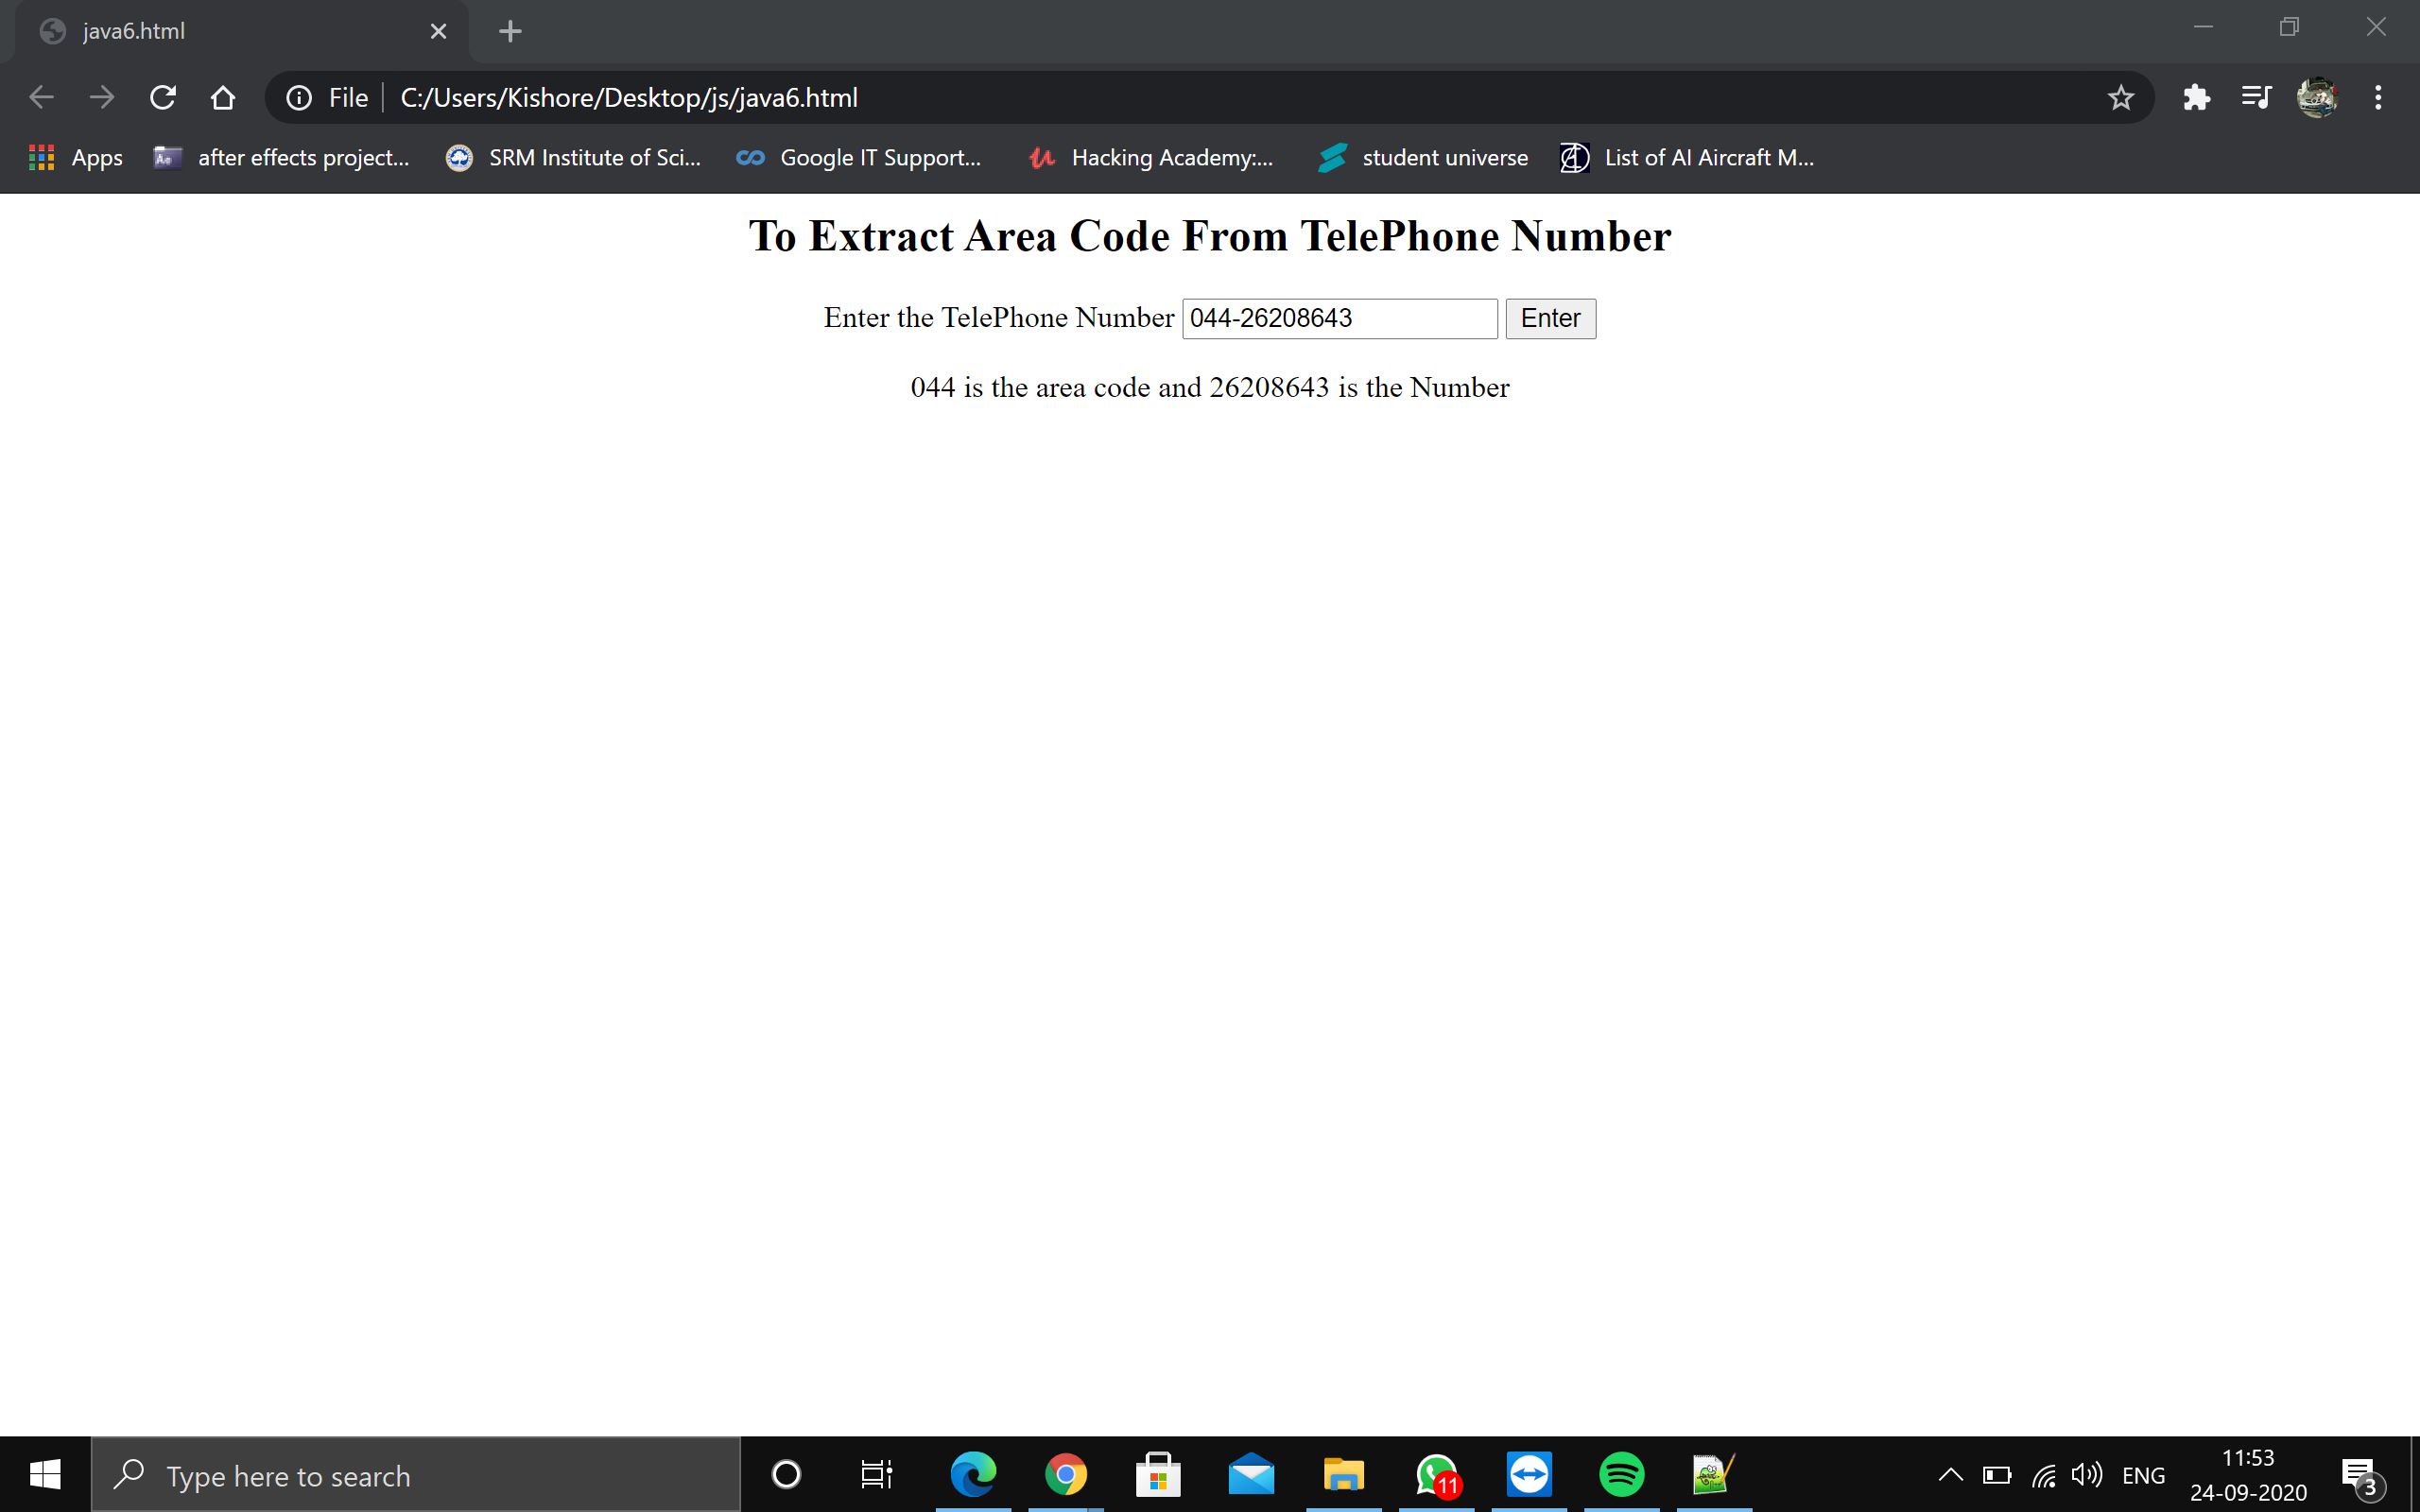 java6.html
File C:/Users/Kishore/Desktop/js/java6.html
Apps after effects project... SRM Institute of Sci... Google IT Support... Hacking Academy:... student universe List of AI Aircraft M...
To Extract Area Code From TelePhone Number
Enter the TelePhone Number 044-26208643 Enter
044 is the area code and 26208643 is the Number
Type here to search
11
ENG
11:53
24-09-2020
3